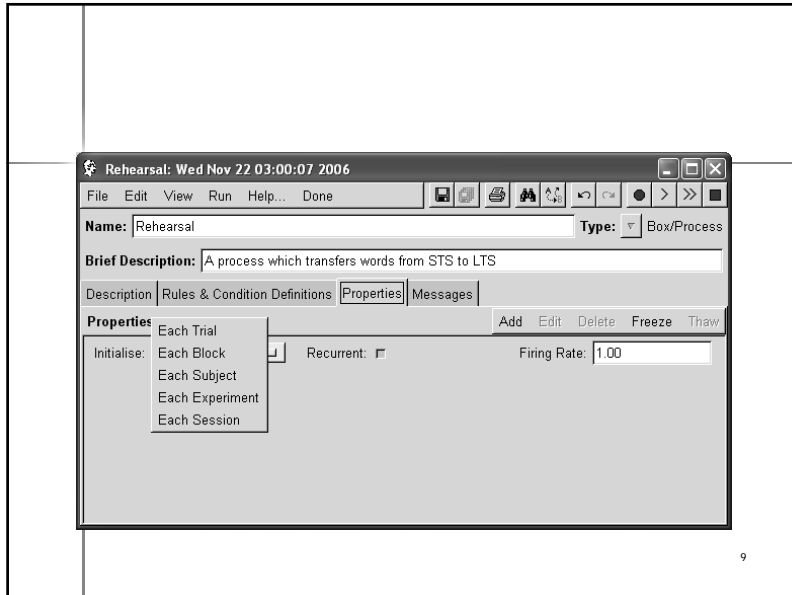 Rehearsal: Wed Nov 22 03:00:07 2006
File Edit View Run Help... Done
Name: Rehearsal Type: Box/Process
Brief Description: A process which transfers words from STS to LTS
Description Rules & Condition Definitions Properties Messages
Properties Add Edit Delete Freeze Thaw
Each Trial
Initialise: Each Block Recurrent: Firing Rate: 1.00
Each Subject
Each Experiment
Each Session
9